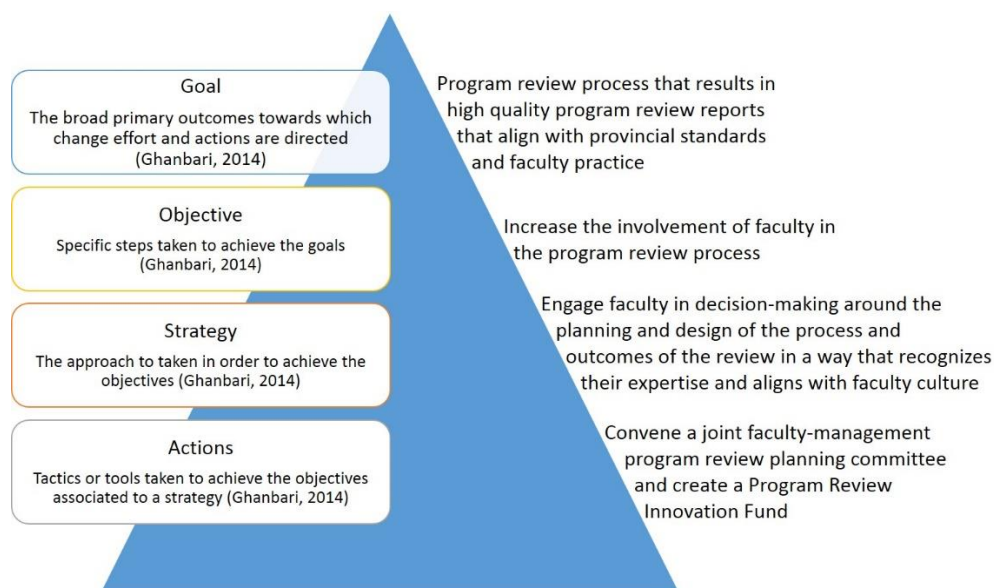 Goal
The broad primary outcomes towards which
change effort and actions are directed
(Ghanbari, 2014)
Program review process that results in
high quality program review reports
that align with provincial standards
and faculty practice
Objective
Specific steps taken to achieve the goals
(Ghanbari, 2014)
Increase the involvement of faculty in
the program review process
Strategy
The approach to taken in order to achieve the
objectives (Ghanbari, 2014)
Engage faculty in decision-making around the
planning and design of the process and
outcomes of the review in a way that recognizes
their expertise and aligns with faculty culture
Actions
Tactics or tools taken to achieve the objectives
associated to a strategy (Ghanbari, 2014)
Convene a joint faculty-management
program review planning committee
and create a Program Review
Innovation Fund